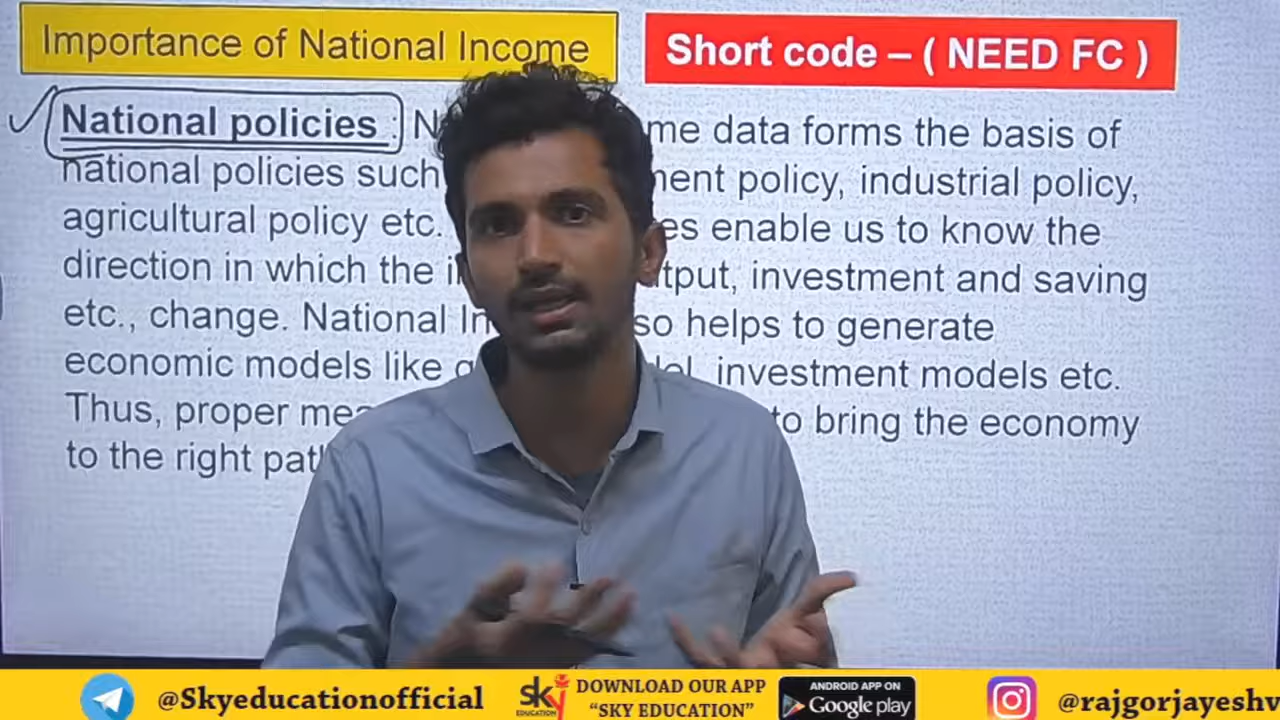 Importance of National Income
Short code – ( NEED FC )
National policies : N me data forms the basis of
national policies such ment policy, industrial policy,
agricultural policy etc. es enable us to know the
direction in which the i tput, investment and saving
etc., change. National In so helps to generate
economic models like g del, investment models etc.
Thus, proper mea to bring the economy
to the right pat
@Skyeducationofficial
sky
EDUCATION
DOWNLOAD OUR APP
“SKY EDUCATION”
ANDROID APP ON
Google play
@rajgorjayeshv